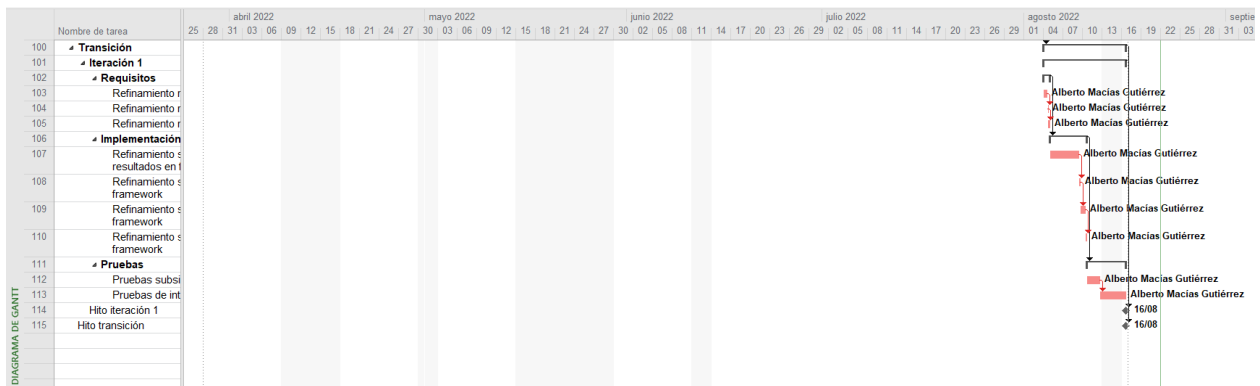 abril 2022 mayo 2022 junio 2022 julio 2022 agosto 2022
Nombre de tarea 25 28 31 03 06 09 12 15 18 21 24 27 30 03 06 09 12 15 18 21 24 27 30 02 05 08 11 14 17 20 23 26 29 02 05 08 11 14 17 20 23 26 29 01 04 07 10 13 16 19 22 25 28 31 03
100 Transición
101 Iteración 1
102 Requisitos
103 Refinamiento Alberto Macías Gutiérrez
104 Refinamiento Alberto Macías Gutiérrez
105 Refinamiento Alberto Macías Gutiérrez
106 Implementación
107 Refinamiento s Alberto Macías Gutiérrez
resultados en
108 Refinamiento s Alberto Macías Gutiérrez
framework
109 Refinamiento s Alberto Macías Gutiérrez
framework
110 Refinamiento s Alberto Macías Gutiérrez
framework
111 Pruebas
112 Pruebas subsi Alberto Macías Gutiérrez
113 Pruebas de int Alberto Macías Gutiérrez
114 Hito iteración 1 16/08
115 Hito transición 16/08
DIAGRAMA DE GANTT